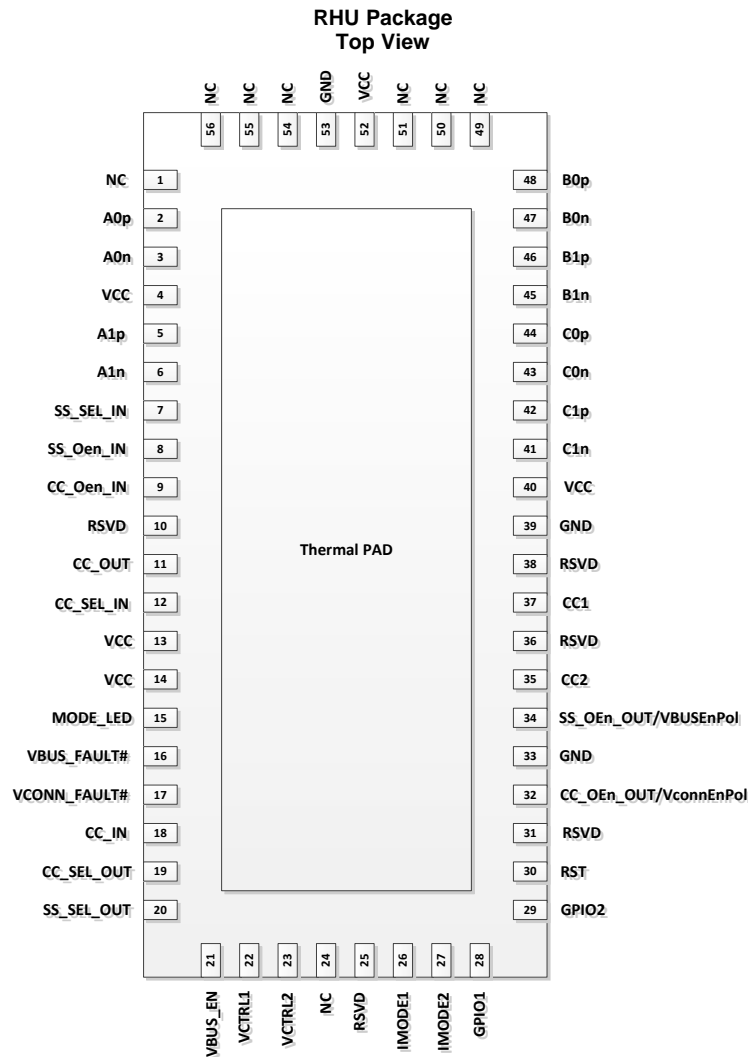 RHU Package
Top View
NC
NC
NC
GND
VCC
NC
NC
NC
56
55
54
53
52
51
50
49
NC 1
A0p 2
A0n 3
VCC 4
A1p 5
A1n 6
SS_SEL_IN 7
SS_Oen_IN 8
CC_Oen_IN 9
RSVD 10
CC_OUT 11
CC_SEL_IN 12
VCC 13
VCC 14
MODE_LED 15
VBUS_FAULT# 16
VCONN_FAULT# 17
CC_IN 18
CC_SEL_OUT 19
SS_SEL_OUT 20
Thermal PAD
48 B0p
47 B0n
46 B1p
45 B1n
44 C0p
43 C0n
42 C1p
41 C1n
40 VCC
39 GND
38 RSVD
37 CC1
36 RSVD
35 CC2
34 SS_OEn_OUT/VBUSEnPol
33 GND
32 CC_OEn_OUT/VconnEnPol
31 RSVD
30 RST
29 GPIO2
21
22
23
24
25
26
27
28
VBUS_EN
VCTRL1
VCTRL2
NC
RSVD
IMODE1
IMODE2
GPIO1